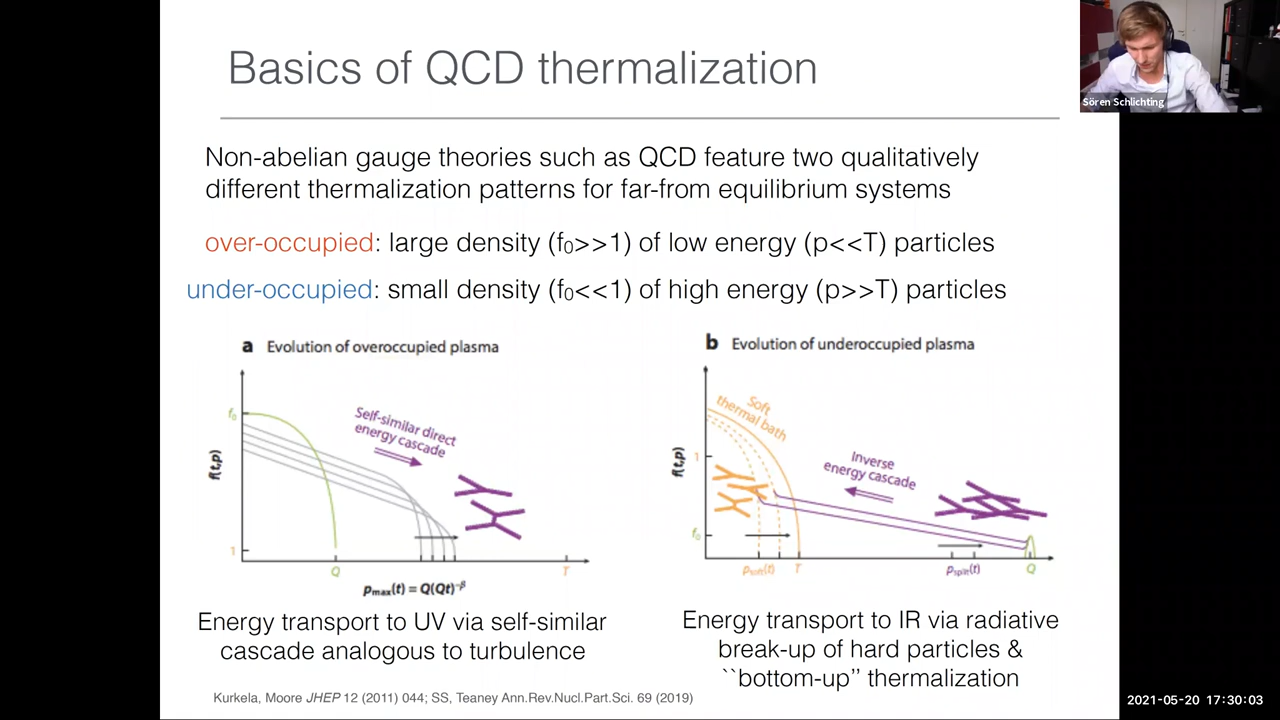 Basics of QCD thermalization
Sören Schlichting
Non-abelian gauge theories such as QCD feature two qualitatively
different thermalization patterns for far-from equilibrium systems
over-occupied: large density (f₀>>1) of low energy (p<<T) particles
under-occupied: small density (f₀<<1) of high energy (p>>T) particles
a Evolution of overoccupied plasma
f₀
Self-similar direct
energy cascade
f(t,p)
1
Q
T
pmax(t) = Q(Qt)⁻ᵝ
b Evolution of underoccupied plasma
Soft
thermal bath
f(t,p)
1
Inverse
energy cascade
f₀
psoft(t)
T
psplit(t)
Q
Energy transport to UV via self-similar
cascade analogous to turbulence
Energy transport to IR via radiative
break-up of hard particles &
``bottom-up'' thermalization
Kurkela, Moore JHEP 12 (2011) 044; SS, Teaney Ann.Rev.Nucl.Part.Sci. 69 (2019)
2021-05-20 17:30:03